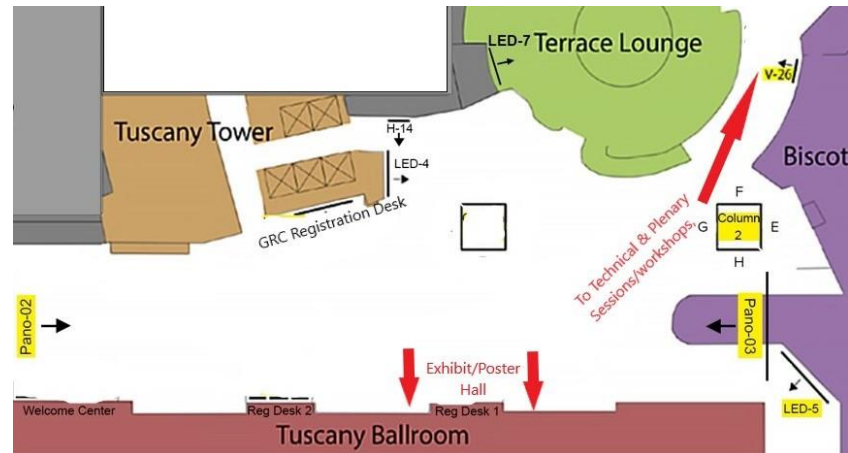 LED-7
Terrace Lounge
V-26
Tuscany Tower
H-14
LED-4
Biscot
GRC Registration Desk
F
G
Column
2
E
H
To Technical & Plenary
Sessions/workshops,
Pano-02
Pano-03
Exhibit/Poster
Hall
LED-5
Welcome Center
Reg Desk 2
Reg Desk 1
Tuscany Ballroom